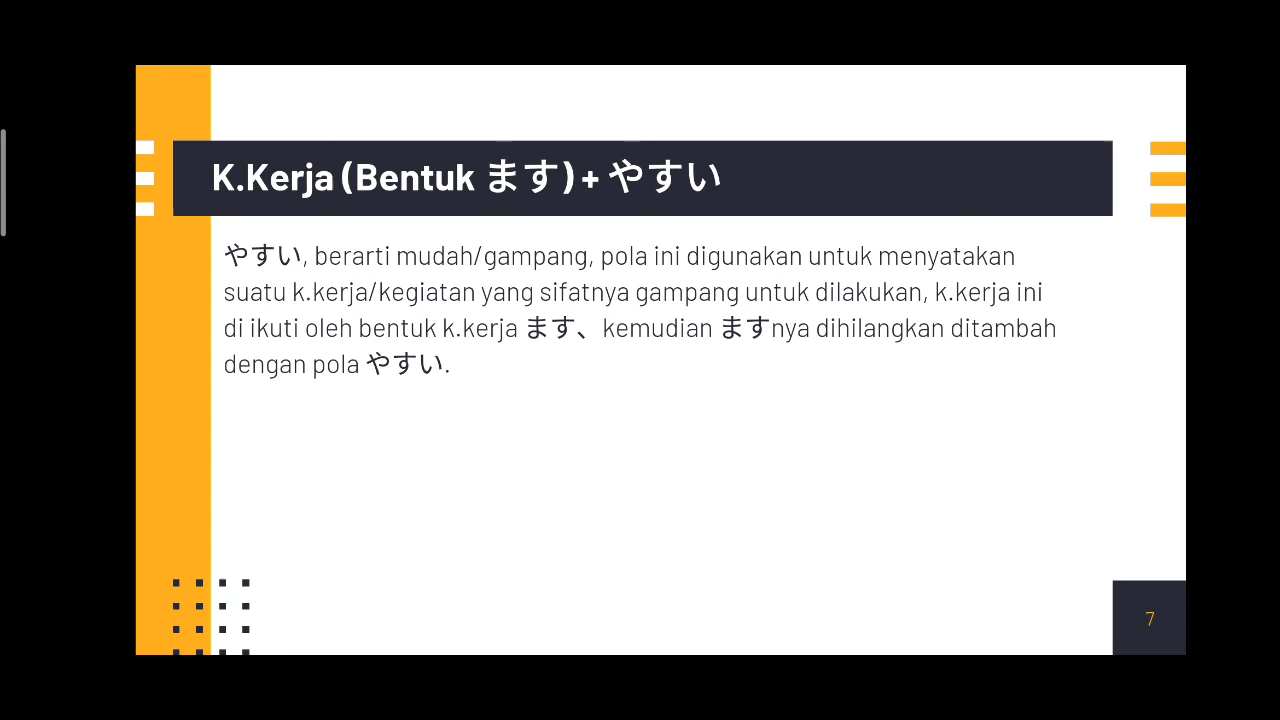 K.Kerja (Bentuk ます) + やすい
やすい, berarti mudah/gampang, pola ini digunakan untuk menyatakan
suatu k.kerja/kegiatan yang sifatnya gampang untuk dilakukan, k.kerja ini
di ikuti oleh bentuk k.kerja ます、kemudian ますnya dihilangkan ditambah
dengan pola やすい.
7